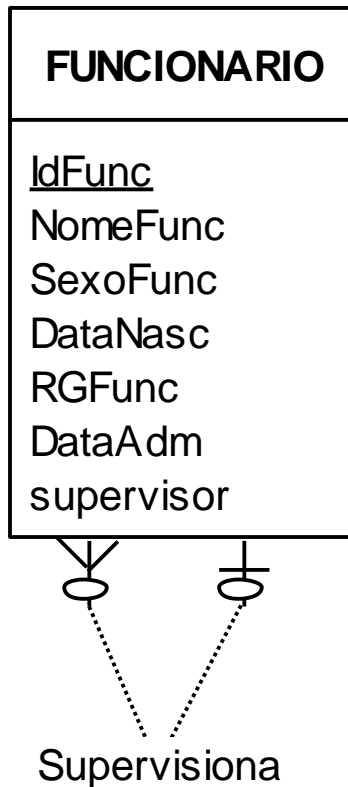 FUNCIONARIO
IdFunc
NomeFunc
SexoFunc
DataNasc
RGFunc
DataAdm
supervisor
Supervisiona